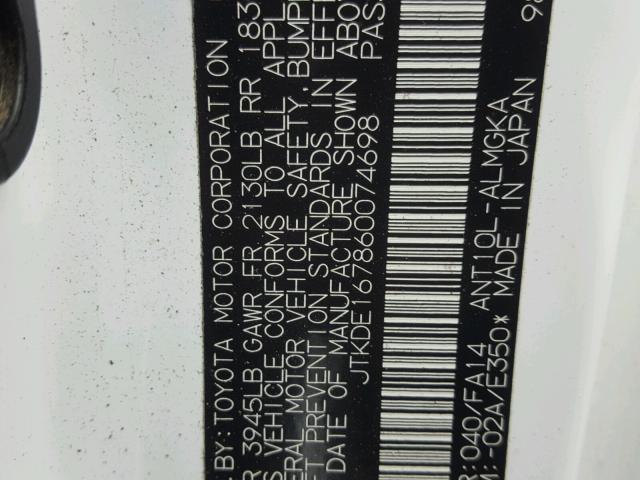 BY: TOYOTA MOTOR CORPORATION
3945LB GAWR FR 2130LB RR 183
VEHICLE CONFORMS TO ALL APPL
ERAL MOTOR VEHICLE SAFETY, BUMP
T PREVENTION STANDARDS IN EFFE
DATE OF MANUFACTURE SHOWN ABO
JTKDE167860074698 PAS
R: 040/FA14 ANT10L-ALMGKA
M: -02A/E350* MADE IN JAPAN 98